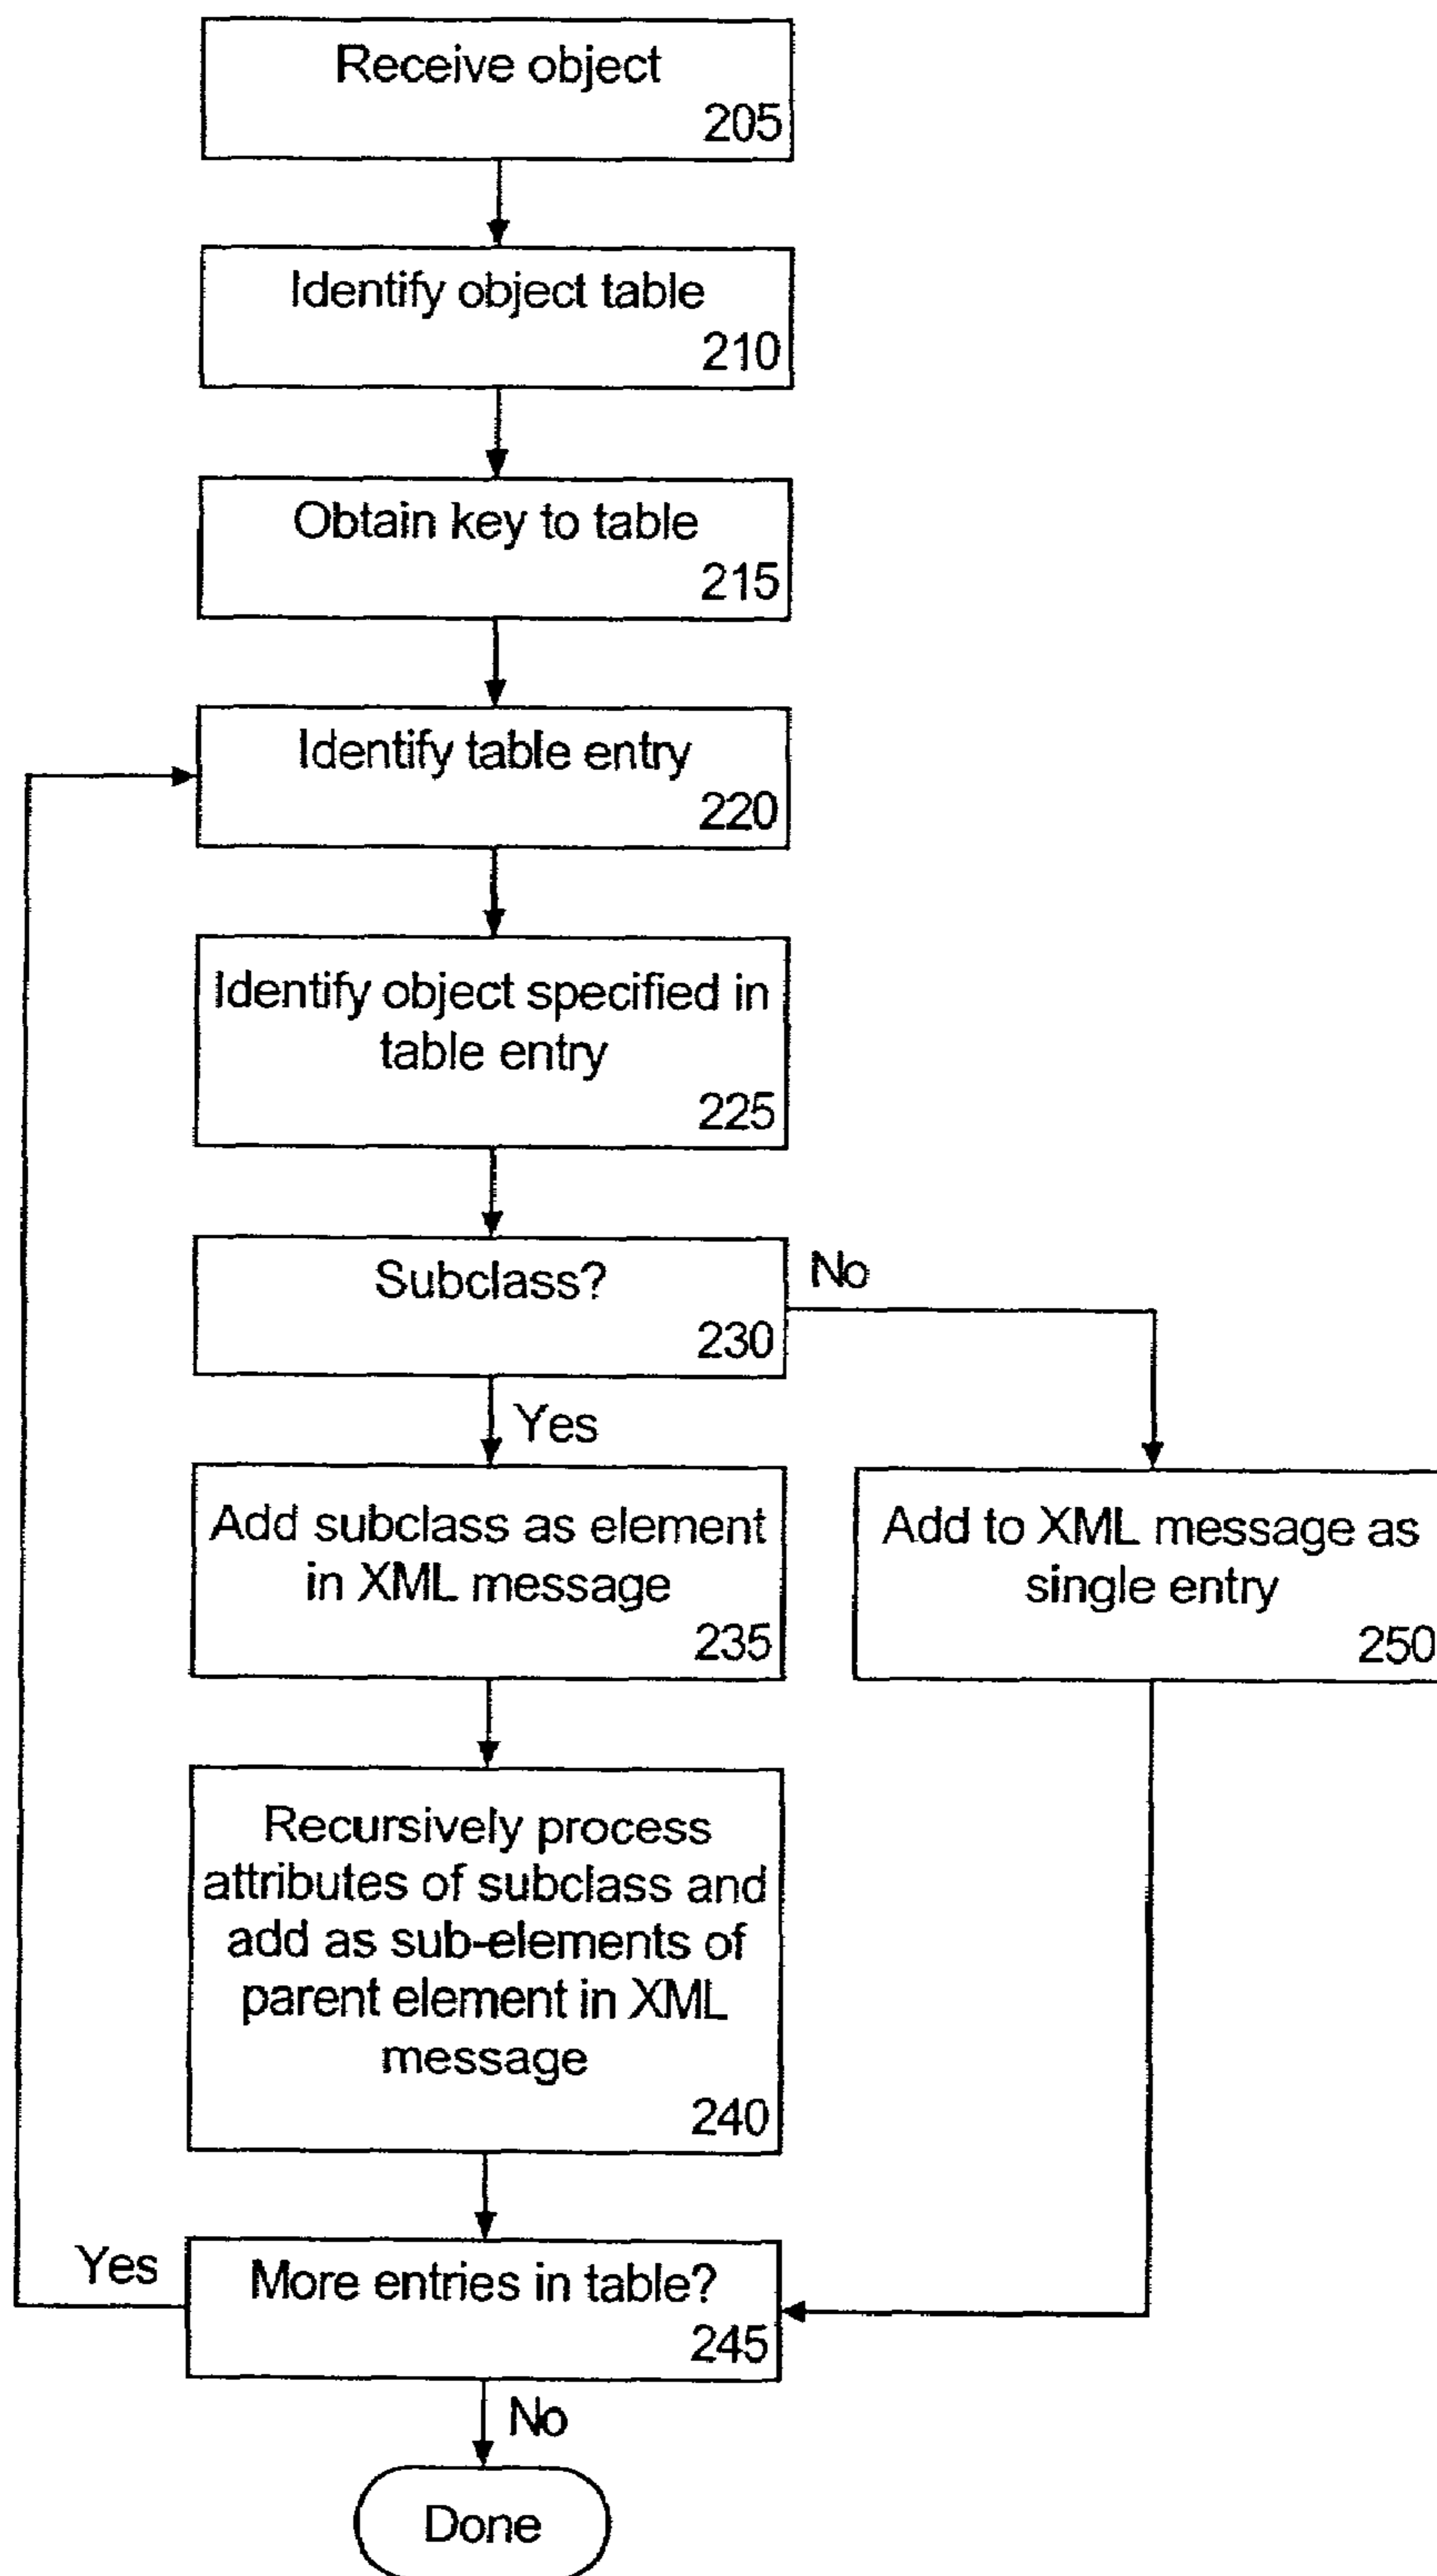 Receive object
205
Identify object table
210
Obtain key to table
215
Identify table entry
220
Identify object specified in
table entry
225
Subclass?
230
No
Yes
Add subclass as element
in XML message
235
Add to XML message as
single entry
250
Recursively process
attributes of subclass and
add as sub-elements of
parent element in XML
message
240
Yes
More entries in table?
245
No
Done